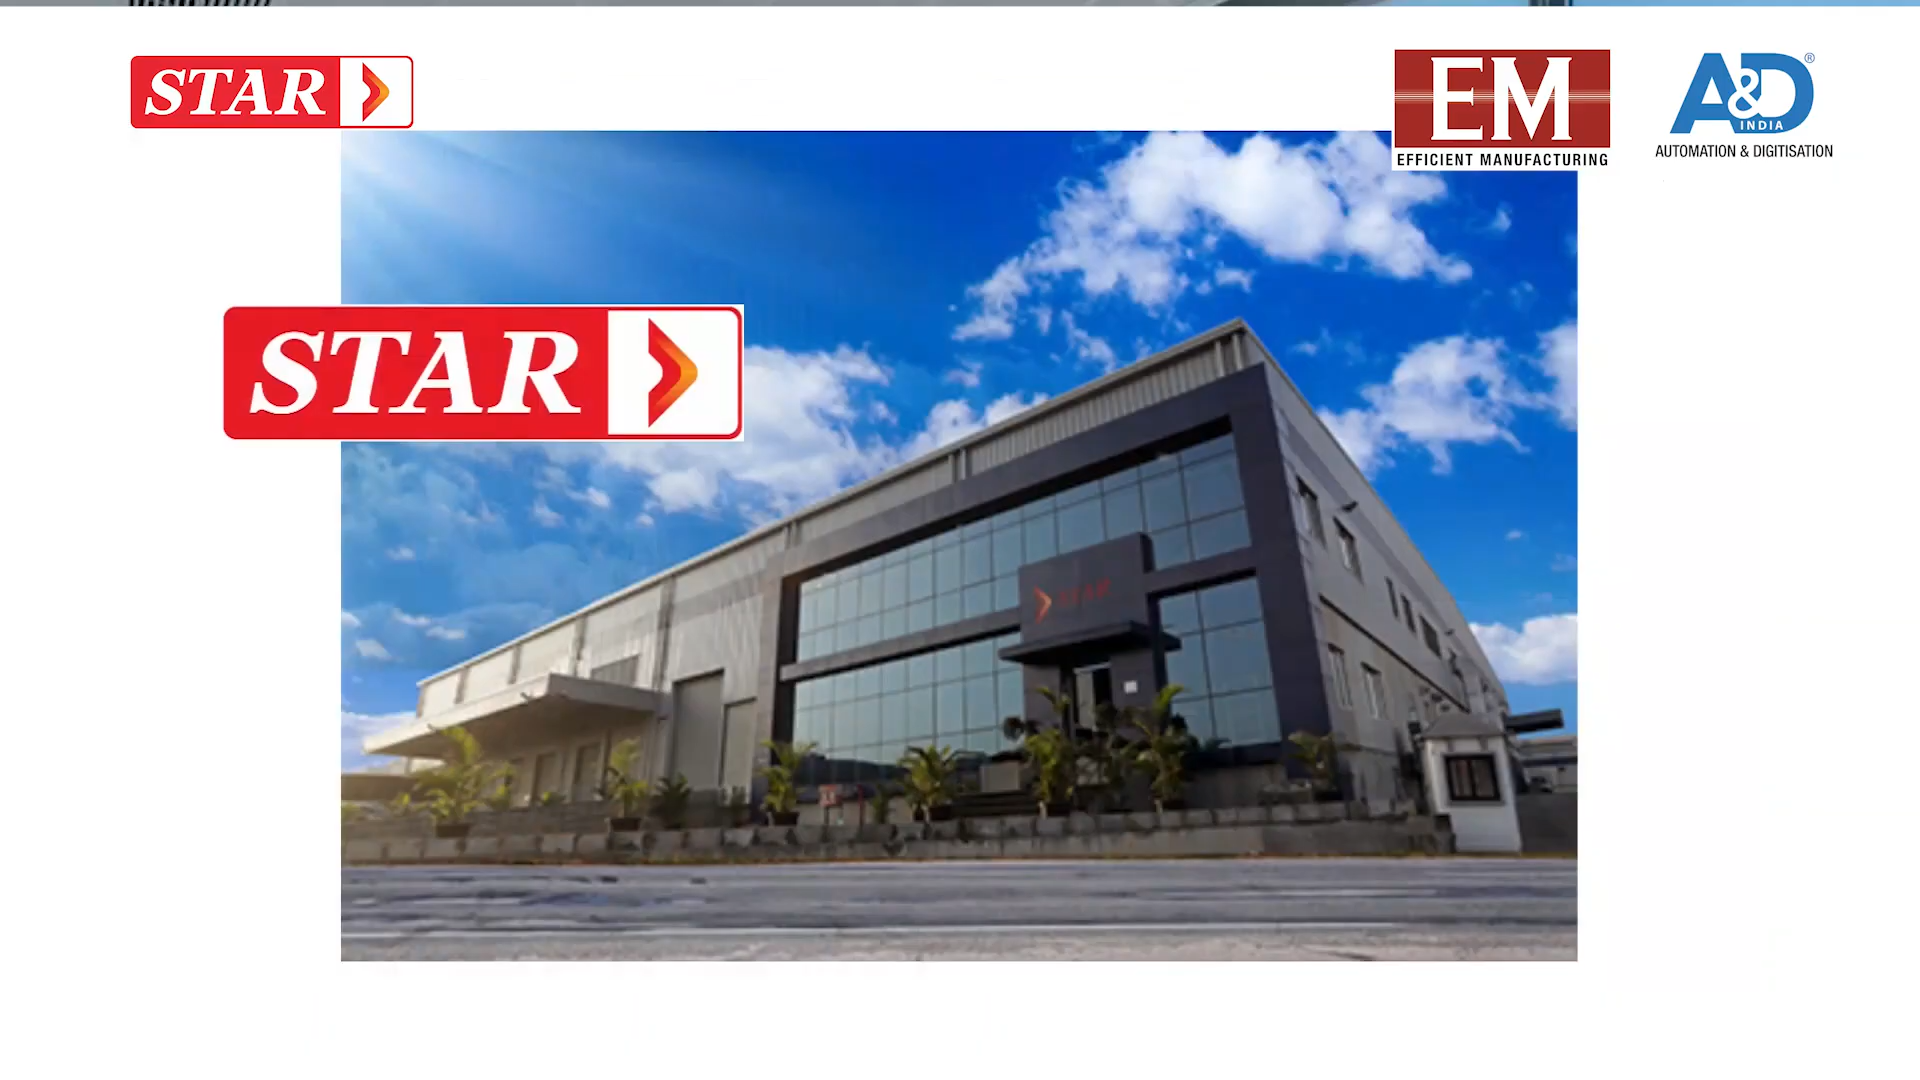 STAR
EM
EFFICIENT MANUFACTURING
A&D®
INDIA
AUTOMATION & DIGITISATION
STAR
STAR